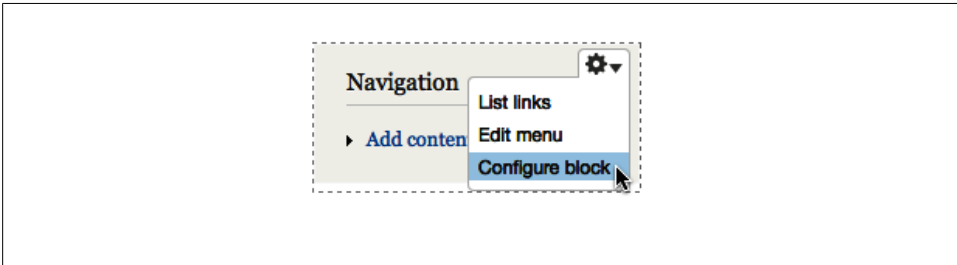 Navigation
List links
Add conten
Edit menu
Configure block